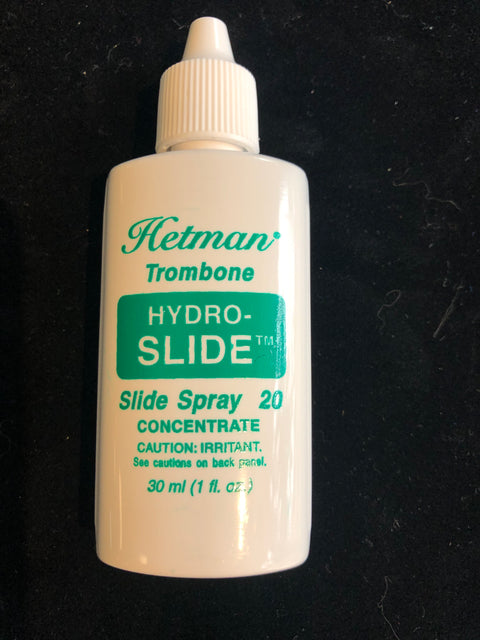 Hetman®
Trombone
HYDRO-
SLIDE™
Slide Spray 20
CONCENTRATE
CAUTION: IRRITANT.
See cautions on back panel.
30 ml (1 fl. oz.)